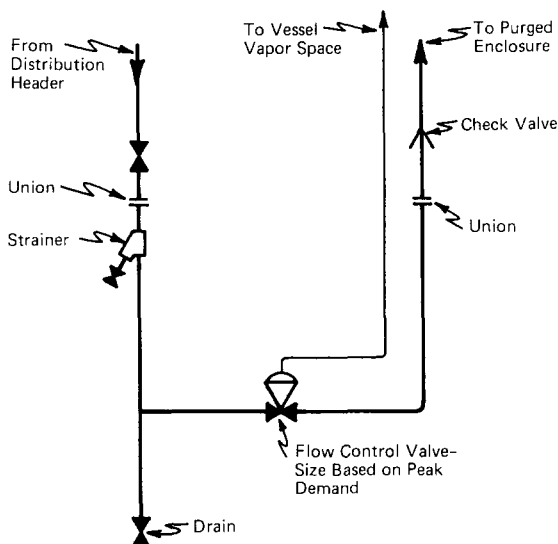 From
Distribution
Header
To Vessel
Vapor Space
To Purged
Enclosure
Check Valve
Union
Strainer
Union
Flow Control Valve-
Size Based on Peak
Demand
Drain